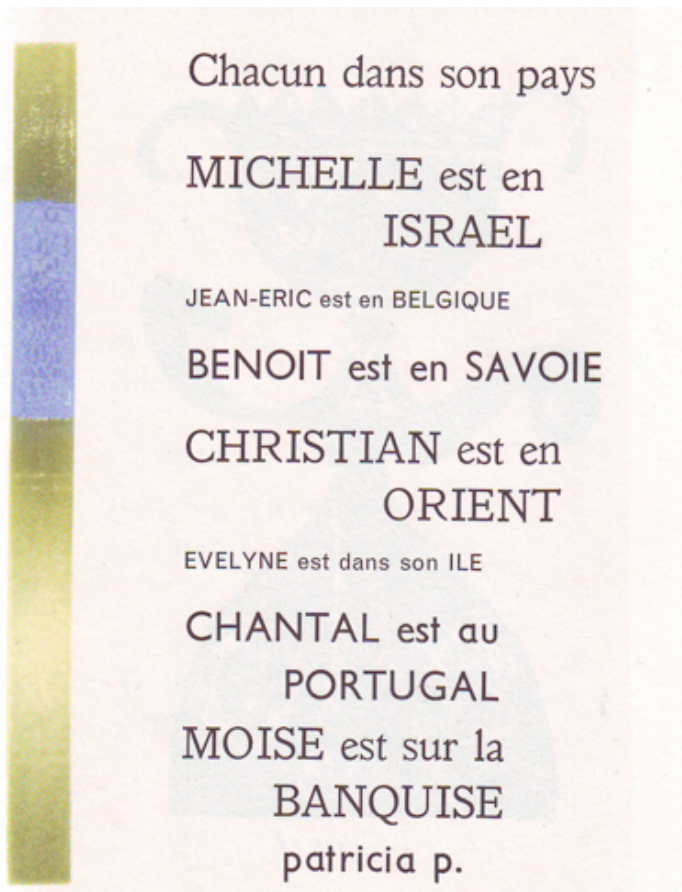 Chacun dans son pays
MICHELLE est en
ISRAEL
JEAN-ERIC est en BELGIQUE
BENOIT est en SAVOIE
CHRISTIAN est en
ORIENT
EVELYNE est dans son ILE
CHANTAL est au
PORTUGAL
MOISE est sur la
BANQUISE
patricia p.